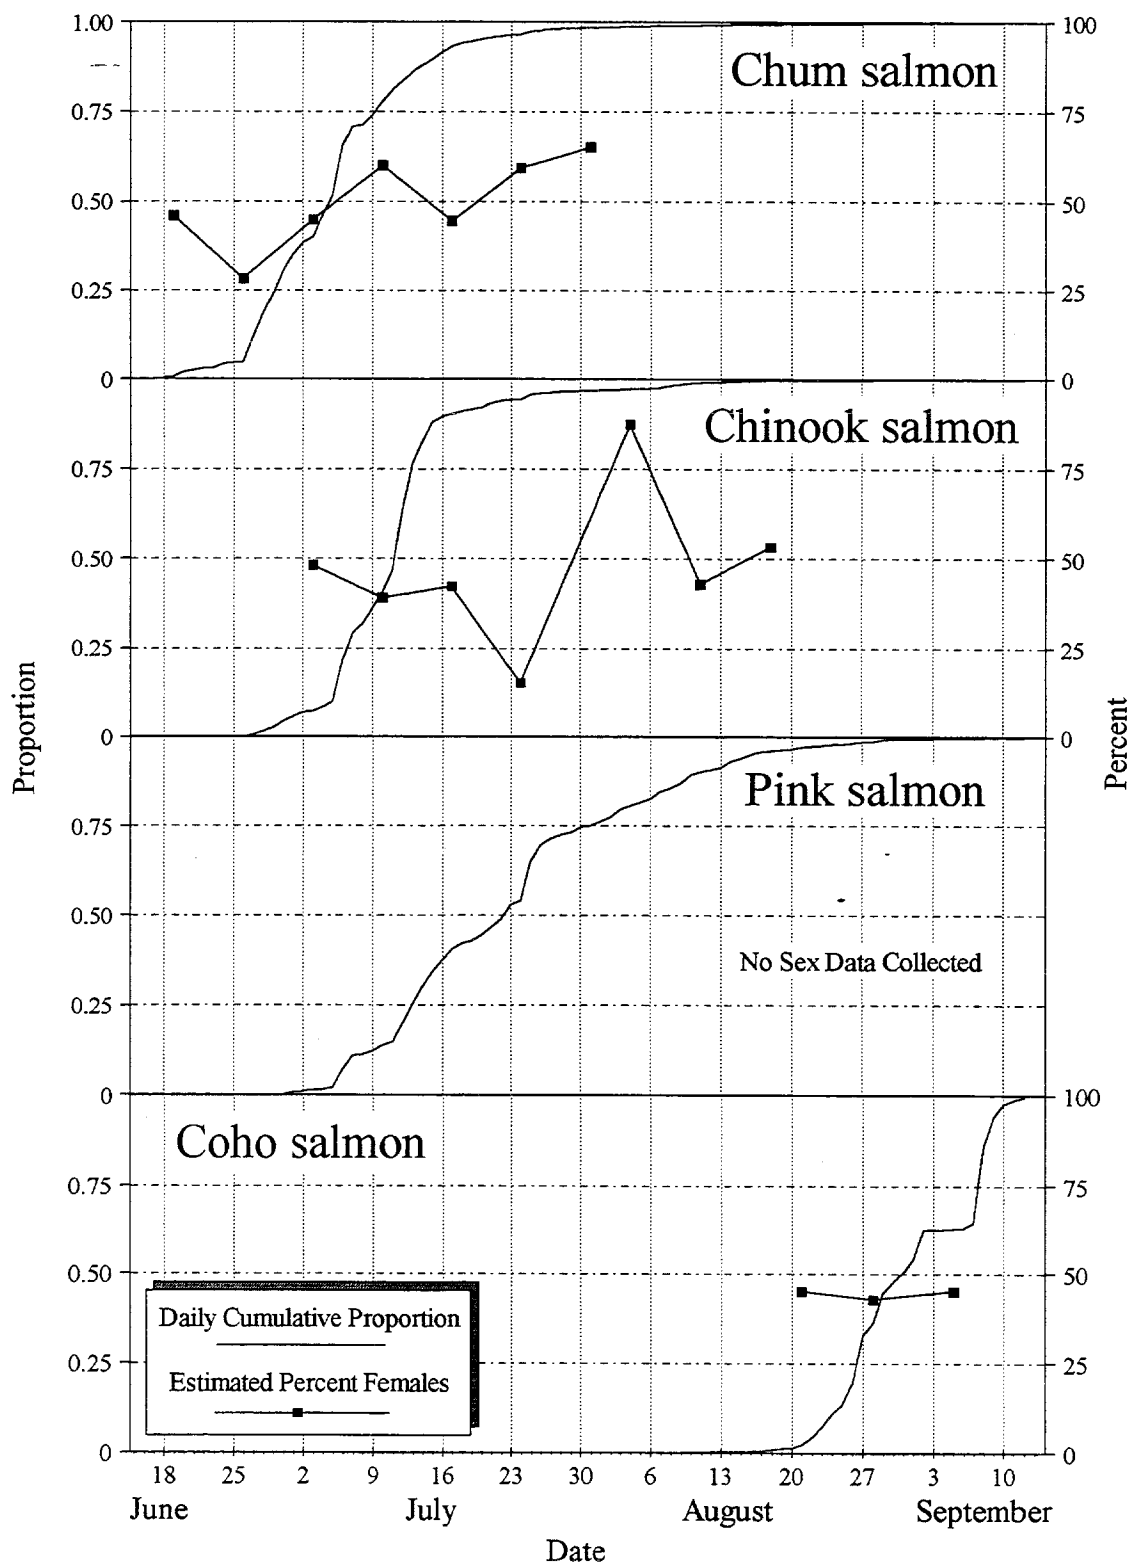 1.00
100
Chum salmon
0.75
75
0.50
50
0.25
25
0
0
Chinook salmon
0.75
75
0.50
50
0.25
25
0
0
Proportion
Percent
Pink salmon
0.75
0.50
No Sex Data Collected
0.25
0
100
Coho salmon
0.75
75
0.50
50
Daily Cumulative Proportion
0.25
25
Estimated Percent Females
0
0
18 25 2 9 16 23 30 6 13 20 27 3 10
June July August September
Date